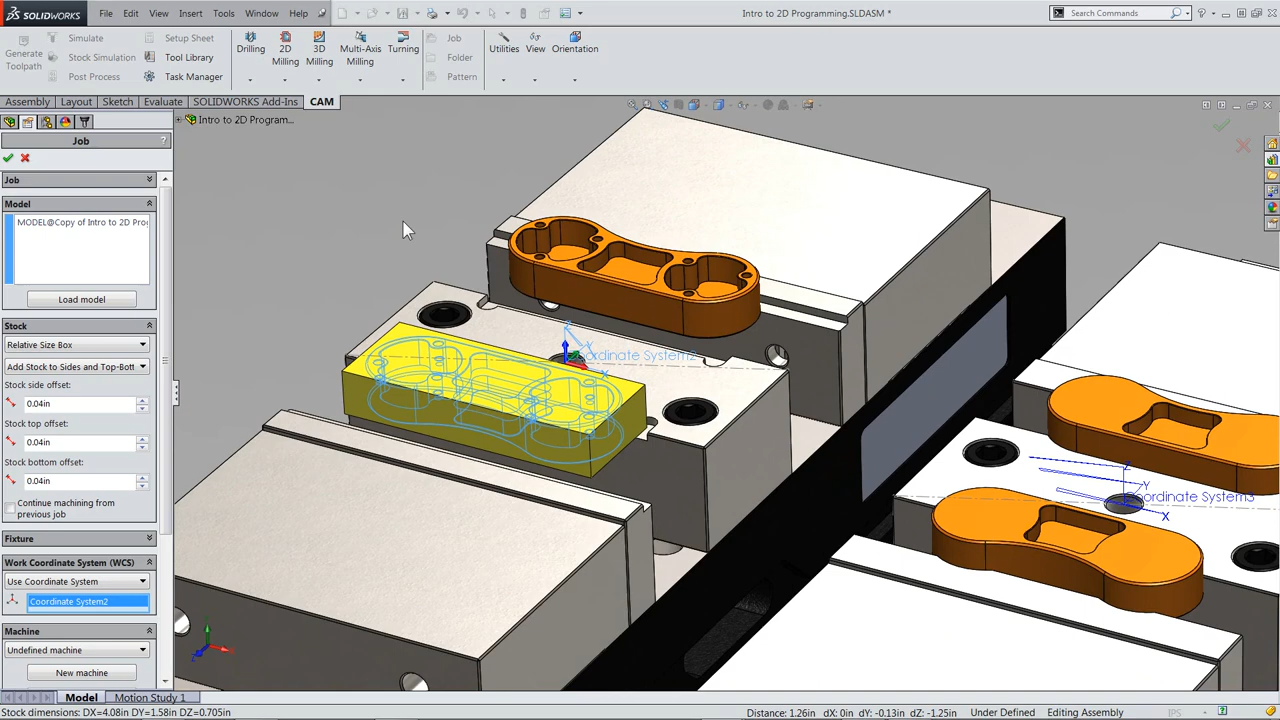 SOLIDWORKS File Edit View Insert Tools Window Help Intro to 2D Programming.SLDASM * Search Commands
Generate Toolpath
Simulate
Stock Simulation
Post Process
Setup Sheet
Tool Library
Task Manager
Drilling
2D Milling
3D Milling
Multi-Axis Milling
Turning
Job
Folder
Pattern
Utilities
View
Orientation
Assembly Layout Sketch Evaluate SOLIDWORKS Add-Ins CAM
Intro to 2D Program...
Job ?
Job
Model
MODEL@Copy of Intro to 2D Prog
Load model
Stock
Relative Size Box
Add Stock to Sides and Top-Bott
Stock side offset:
0.04in
Stock top offset:
0.04in
Stock bottom offset:
0.04in
Continue machining from
previous job
Fixture
Work Coordinate System (WCS)
Use Coordinate System
Coordinate System2
Machine
Undefined machine
New machine
Z
Y
X
Coordinate System2
Z
Y
Coordinate System3
X
Model Motion Study 1
Stock dimensions: DX=4.08in DY=1.58in DZ=0.705in Distance: 1.26in dX: 0in dY: -0.13in dZ: -1.25in Under Defined Editing Assembly IPS